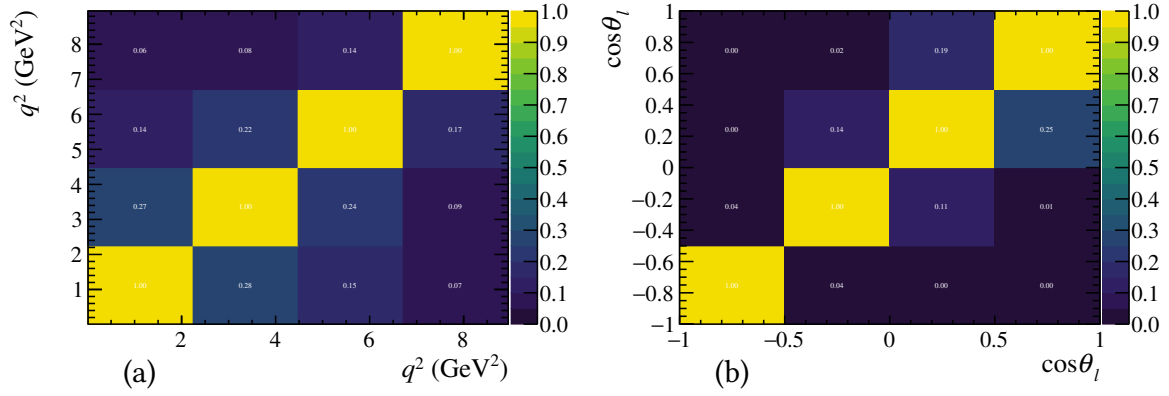 q² (GeV²)
9
8
7
6
5
4
3
2
1
0.06 0.08 0.14 1.00
0.14 0.22 1.00 0.17
0.27 1.00 0.24 0.09
1.00 0.28 0.15 0.07
2 4 6 8
q² (GeV²)
(a)
1.0
0.9
0.8
0.7
0.6
0.5
0.4
0.3
0.2
0.1
0.0
cosθₗ
1
0.8
0.6
0.4
0.2
0
−0.2
−0.4
−0.6
−0.8
−1
0.00 0.02 0.19 1.00
0.00 0.14 1.00 0.25
0.04 1.00 0.11 0.01
1.00 0.04 0.00 0.00
−1 −0.5 0 0.5 1
cosθₗ
(b)
1.0
0.9
0.8
0.7
0.6
0.5
0.4
0.3
0.2
0.1
0.0